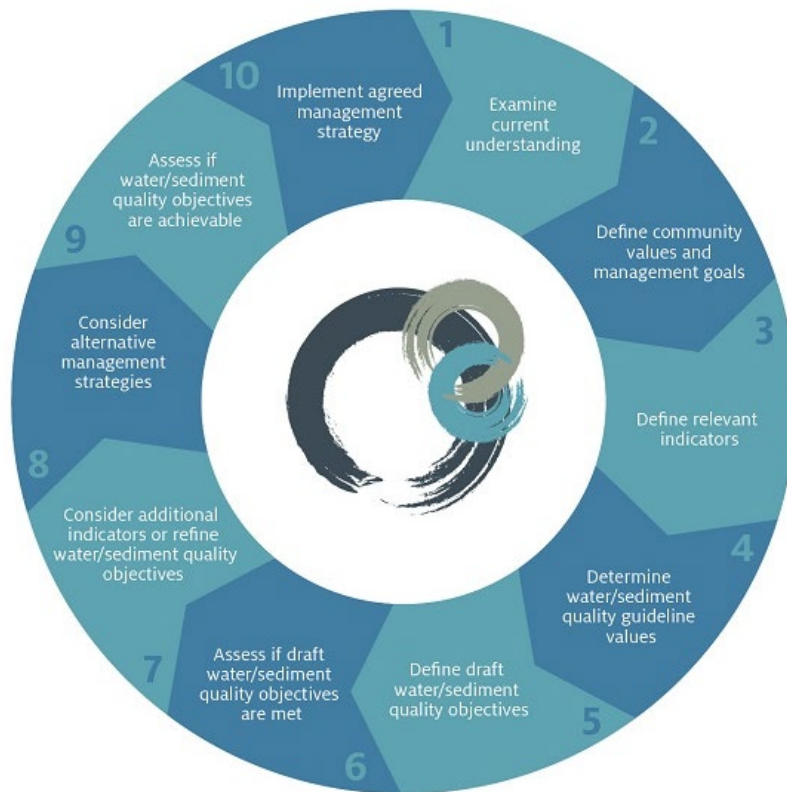 1
Examine
current
understanding
2
Define community
values and
management goals
3
Define relevant
indicators
4
Determine
water/sediment
quality guideline
values
5
Define draft
water/sediment
quality objectives
6
Assess if draft
water/sediment
quality objectives
are met
7
Consider additional
indicators or refine
water/sediment quality
objectives
8
Consider
alternative
management
strategies
9
Assess if
water/sediment
quality objectives
are achievable
10
Implement agreed
management
strategy